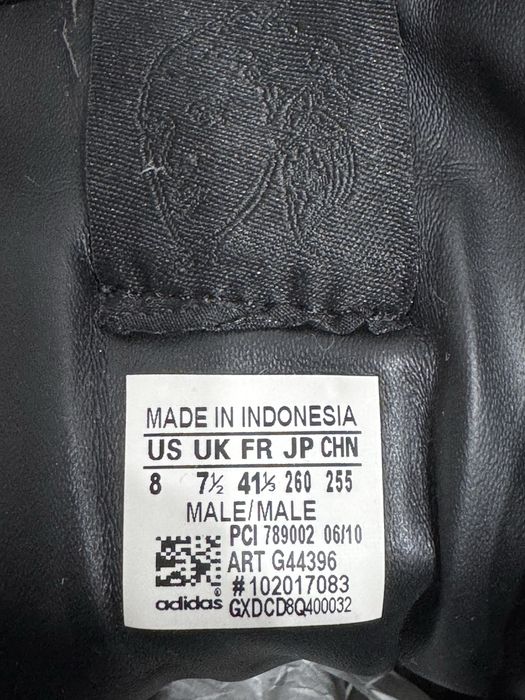 MADE IN INDONESIA
US UK FR JP CHN
8 7½ 41⅓ 260 255
MALE/MALE
PCI 789002 06/10
ART G44396
#102017083
adidas GXDCD8Q400032